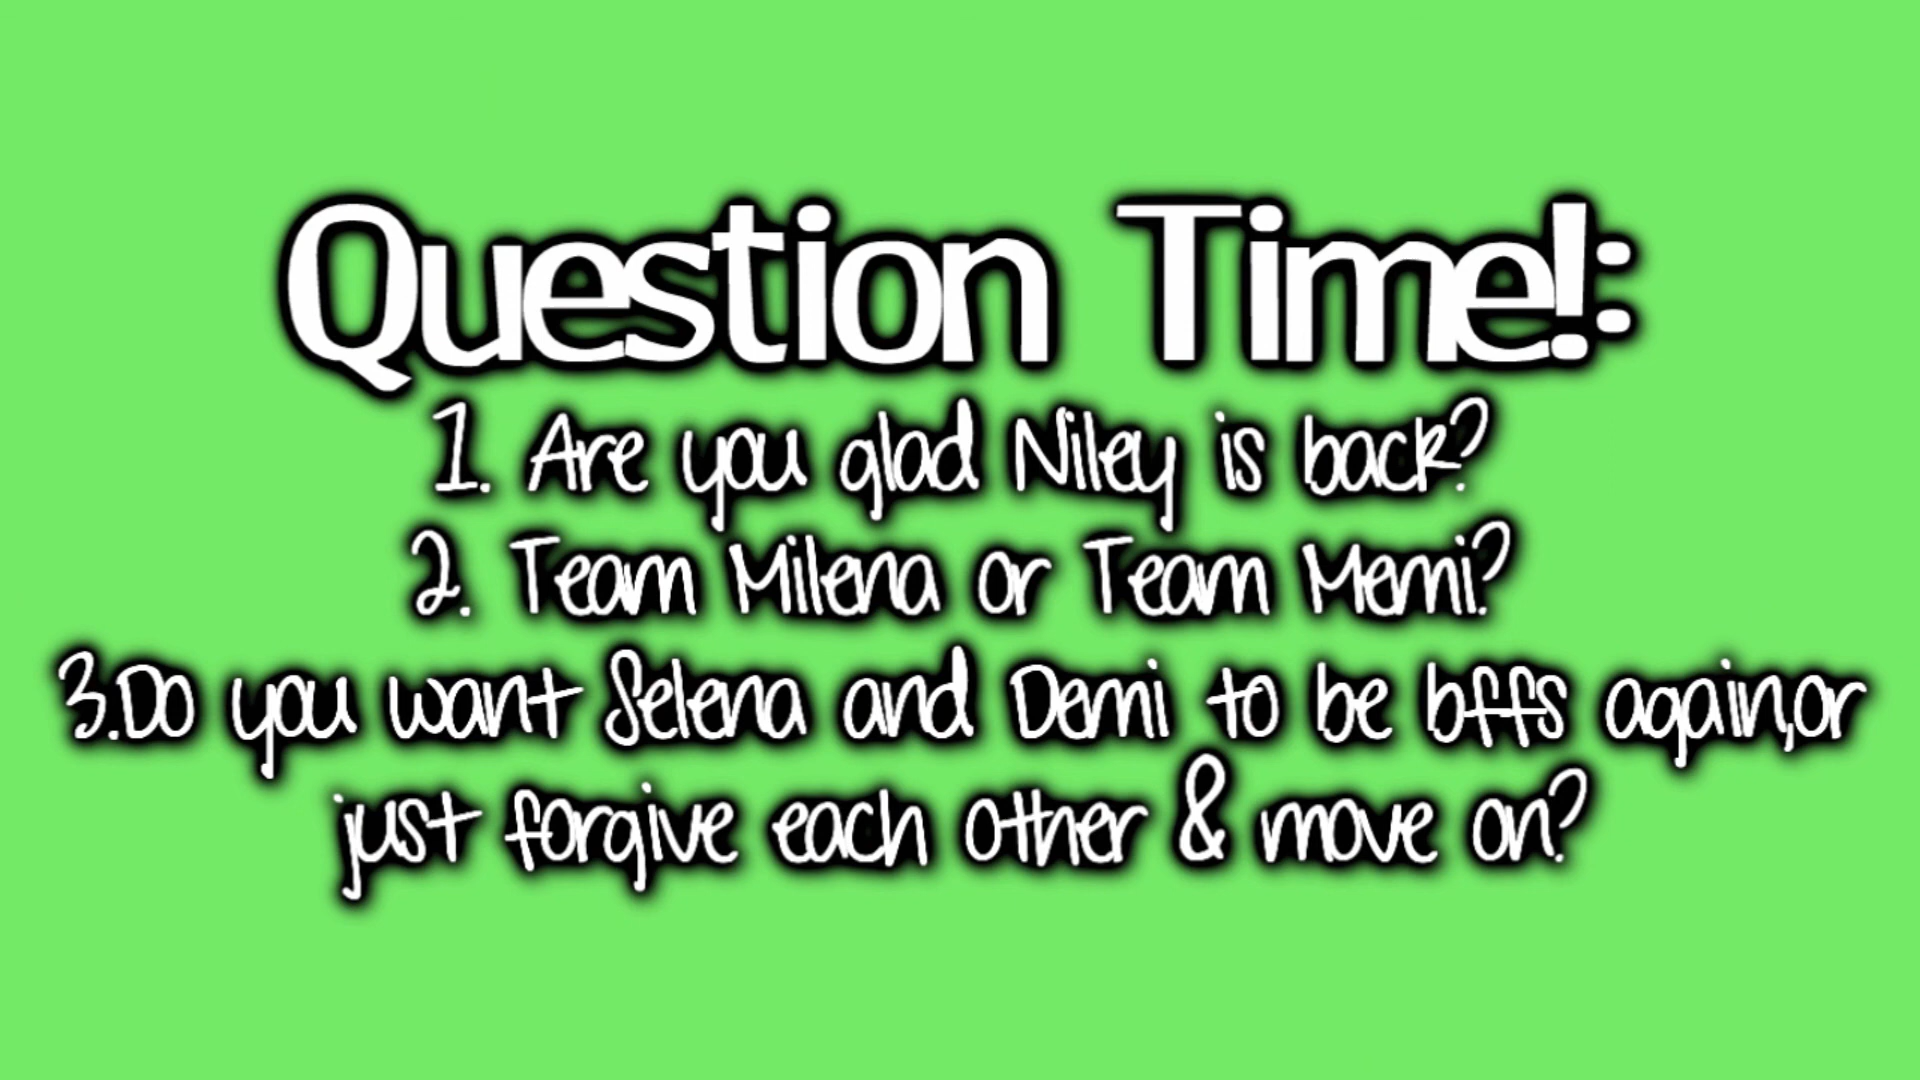 Question Time!:
1. Are you glad Niley is back?
2. Team Milena or Team Memi?
3.Do you want Selena and Demi to be bffs again,or
just forgive each other & move on?